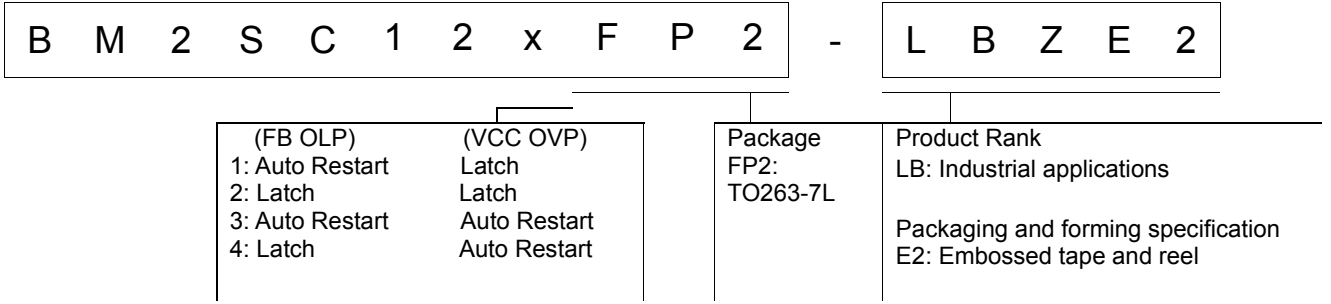 B M 2 S C 1 2 x F P 2 - L B Z E 2
(FB OLP) (VCC OVP)
1: Auto Restart Latch
2: Latch Latch
3: Auto Restart Auto Restart
4: Latch Auto Restart
Package
FP2:
TO263-7L
Product Rank
LB: Industrial applications
Packaging and forming specification
E2: Embossed tape and reel